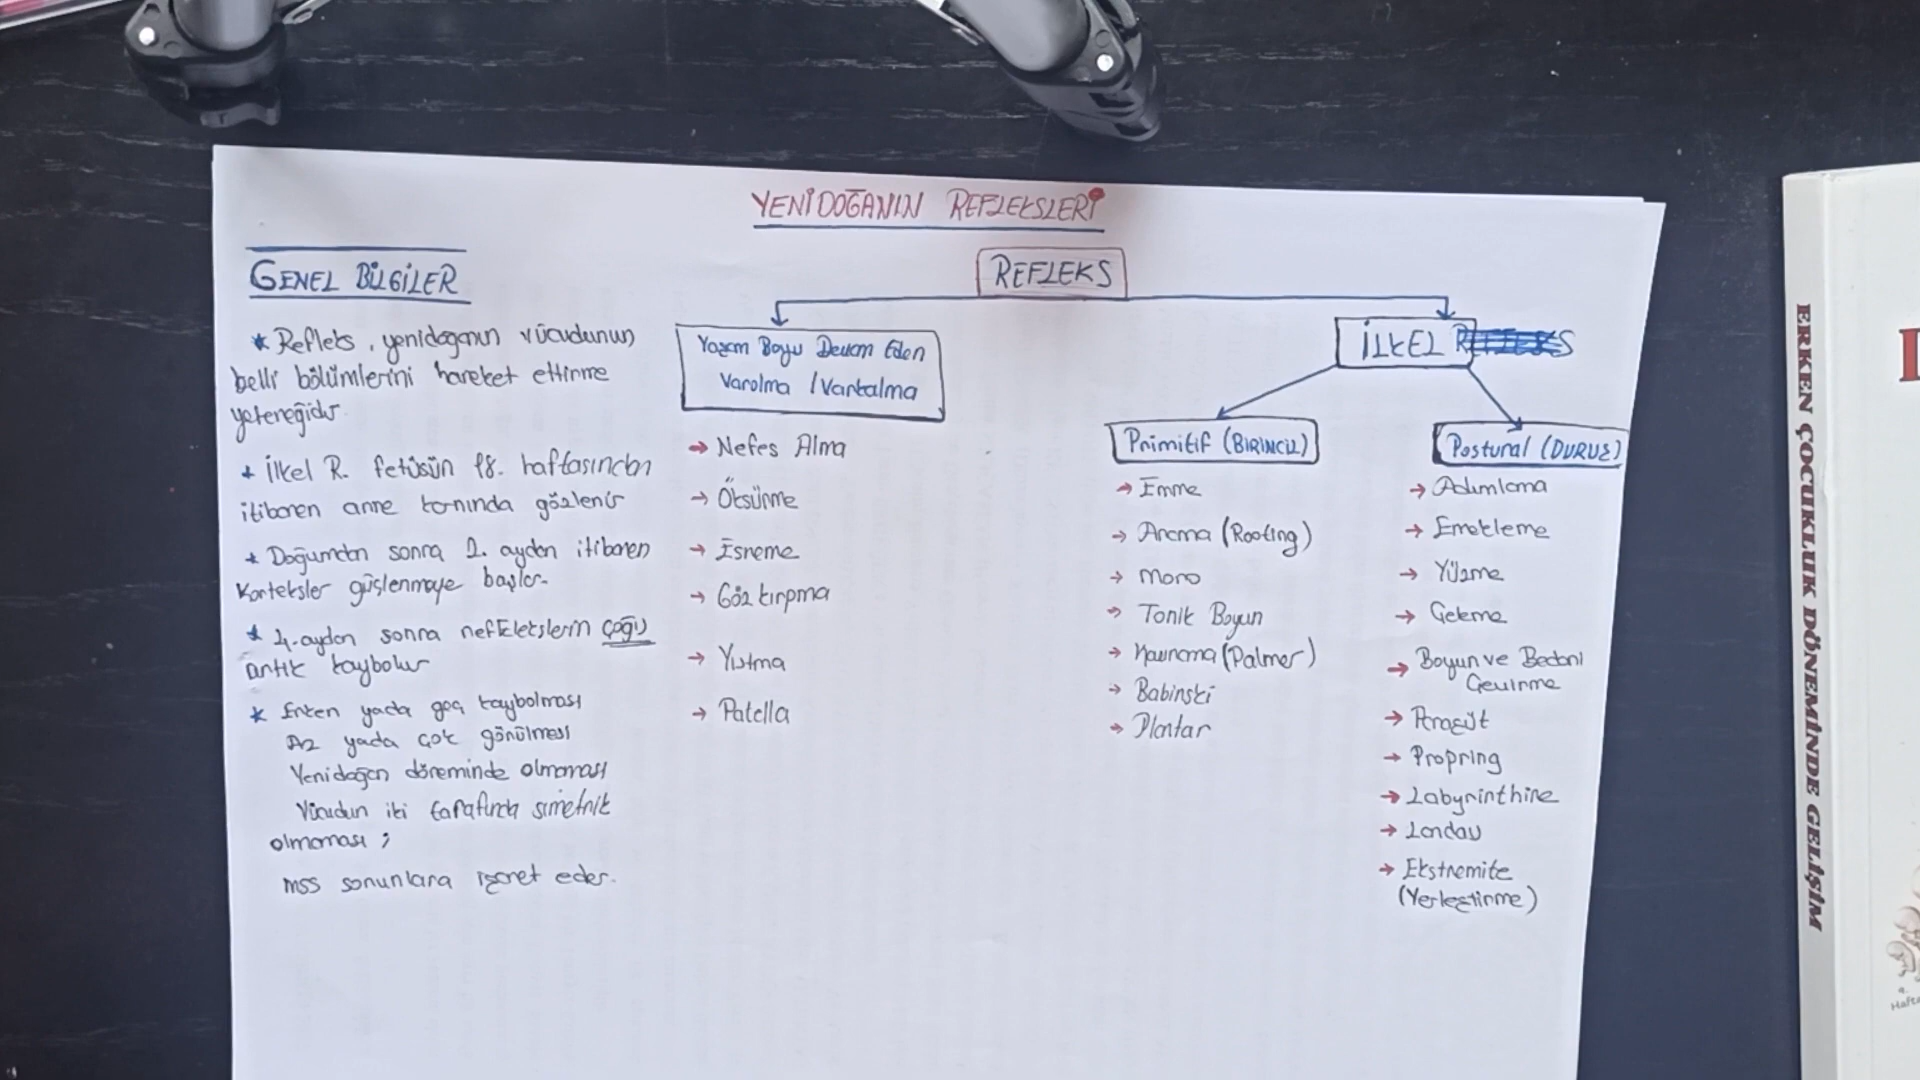 YENİDOĞANIN REFLEKSLERİ
GENEL BİLGİLER
* Refleks, yenidoğanın vücudunun
belli bölümlerini hareket ettirme
yeteneğidir.
* İlkel R. fetüsün 18. haftasından
itibaren anne karnında gözlenir
* Doğumdan sonra 2. aydan itibaren
Korteksler güçlenmeye başlar.
* 4. aydan sonra reflekslerin çoğu
artık kaybolur
* Erken yada geç kaybolması
Az yada çok görülmesi
Yenidoğan döneminde olmaması
Vücudun iki tarafında simetrik
olmaması ;
MSS sorunlara işaret eder.
REFLEKS
Yaşam Boyu Devam Eden
Varolma / Varkalma
→ Nefes Alma
→ Öksürme
→ Esneme
→ Göz kırpma
→ Yutma
→ Patella
İLKEL
Primitif (BİRİNCİL)
→ Emme
→ Arama (Rooting)
→ Moro
→ Tonik Boyun
→ Kavrama (Palmer)
→ Babinski
→ Plantar
Postural (DURUŞ)
→ Adımlama
→ Emekleme
→ Yüzme
→ Çekme
→ Boyun ve Bedeni
Çevirme
→ Paraşüt
→ Propring
→ Labyrinthine
→ Landau
→ Ekstremite
(Yerleştirme)
ERKEN ÇOCUKLUK DÖNEMİNDE GELİŞİM